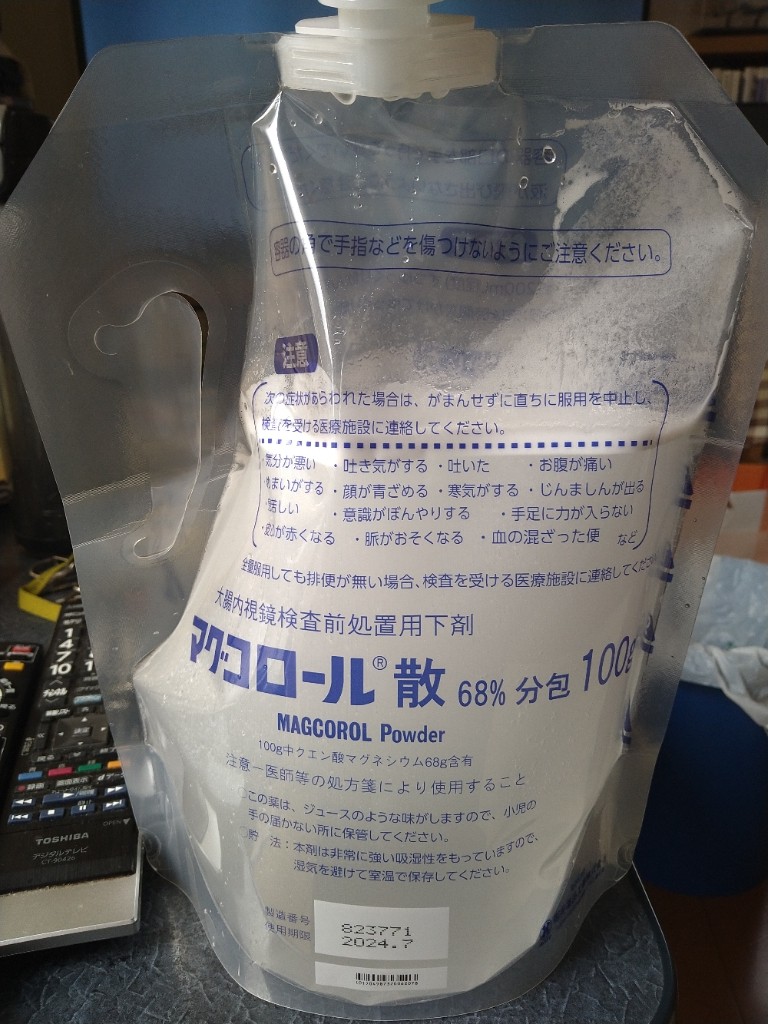 容器の角で手指などを傷つけないようにご注意ください。
注意
次の症状があらわれた場合は、がまんせずに直ちに服用を中止し、
検査を受ける医療施設に連絡してください。
気分が悪い ・吐き気がする ・吐いた ・お腹が痛い
めまいがする ・顔が青ざめる ・寒気がする ・じんましんが出る
苦しい ・意識がぼんやりする ・手足に力が入らない
が赤くなる ・脈がおそくなる ・血の混ざった便 など
全量服用しても排便が無い場合、検査を受ける医療施設に連絡してくださ
大腸内視鏡検査前処置用下剤
マグコロール®散 68% 分包 100g
MAGCOROL Powder
100g中クエン酸マグネシウム68g含有
注意－医師等の処方箋により使用すること
この薬は、ジュースのような味がしますので、小児の
手の届かない所に保管してください。
貯 法：本剤は非常に強い吸湿性をもっていますので、
湿気を避けて室温で保存してください。
製造番号 823771
使用期限 2024.7
1
4
7
10
OPEN
TOSHIBA
デジタルテレビ
CT-90426